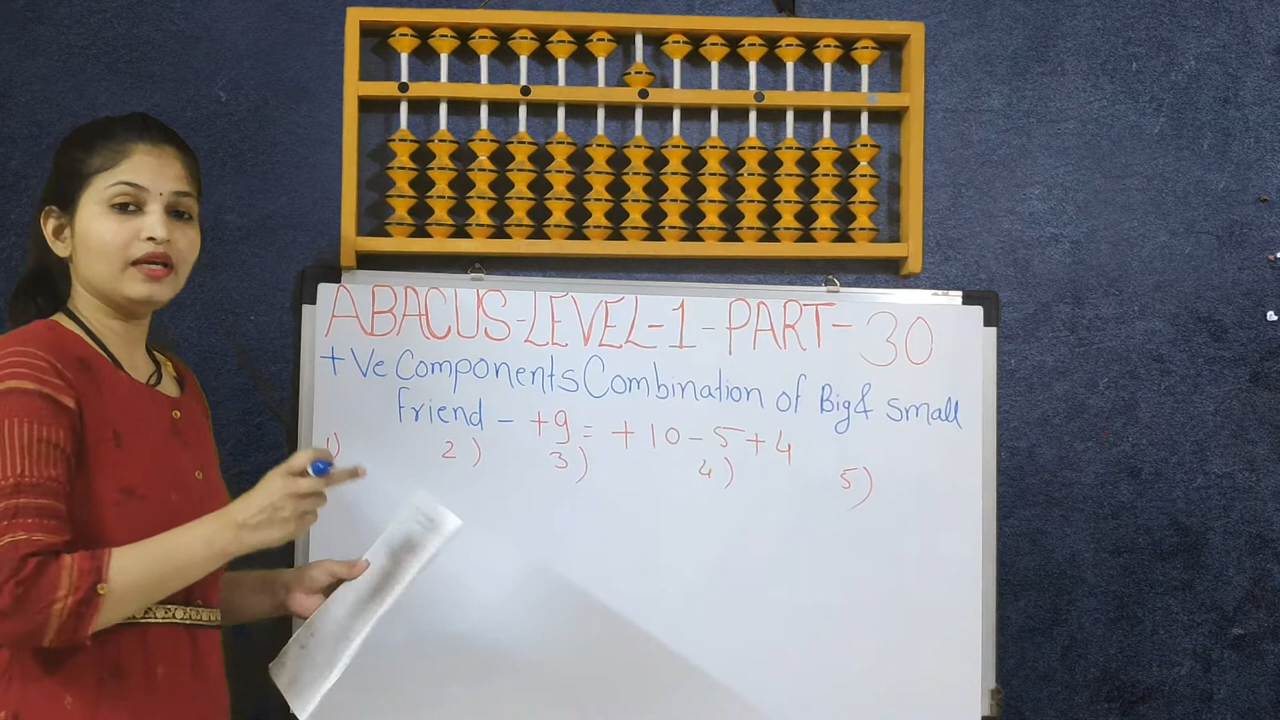 ABACUS-LEVEL-1-PART-30
+Ve Components Combination of Big & Small
friend - +9 = +10-5+4
1) 2) 3) 4) 5)